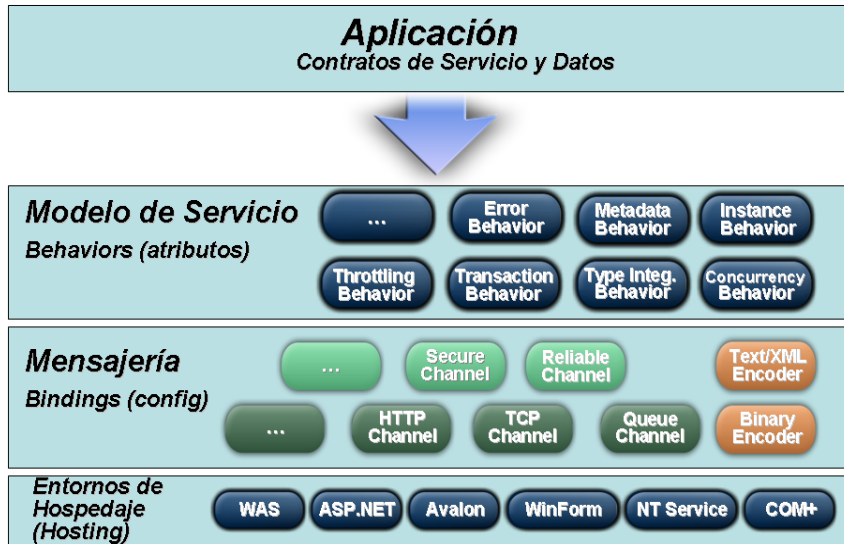 Aplicación
Contratos de Servicio y Datos
Modelo de Servicio
Behaviors (atributos)
...
Error
Behavior
Metadata
Behavior
Instance
Behavior
Throttling
Behavior
Transaction
Behavior
Type Integ.
Behavior
Concurrency
Behavior
Mensajería
Bindings (config)
...
Secure
Channel
Reliable
Channel
Text/XML
Encoder
...
HTTP
Channel
TCP
Channel
Queue
Channel
Binary
Encoder
Entornos de
Hospedaje
(Hosting)
WAS
ASP.NET
Avalon
WinForm
NT Service
COM+